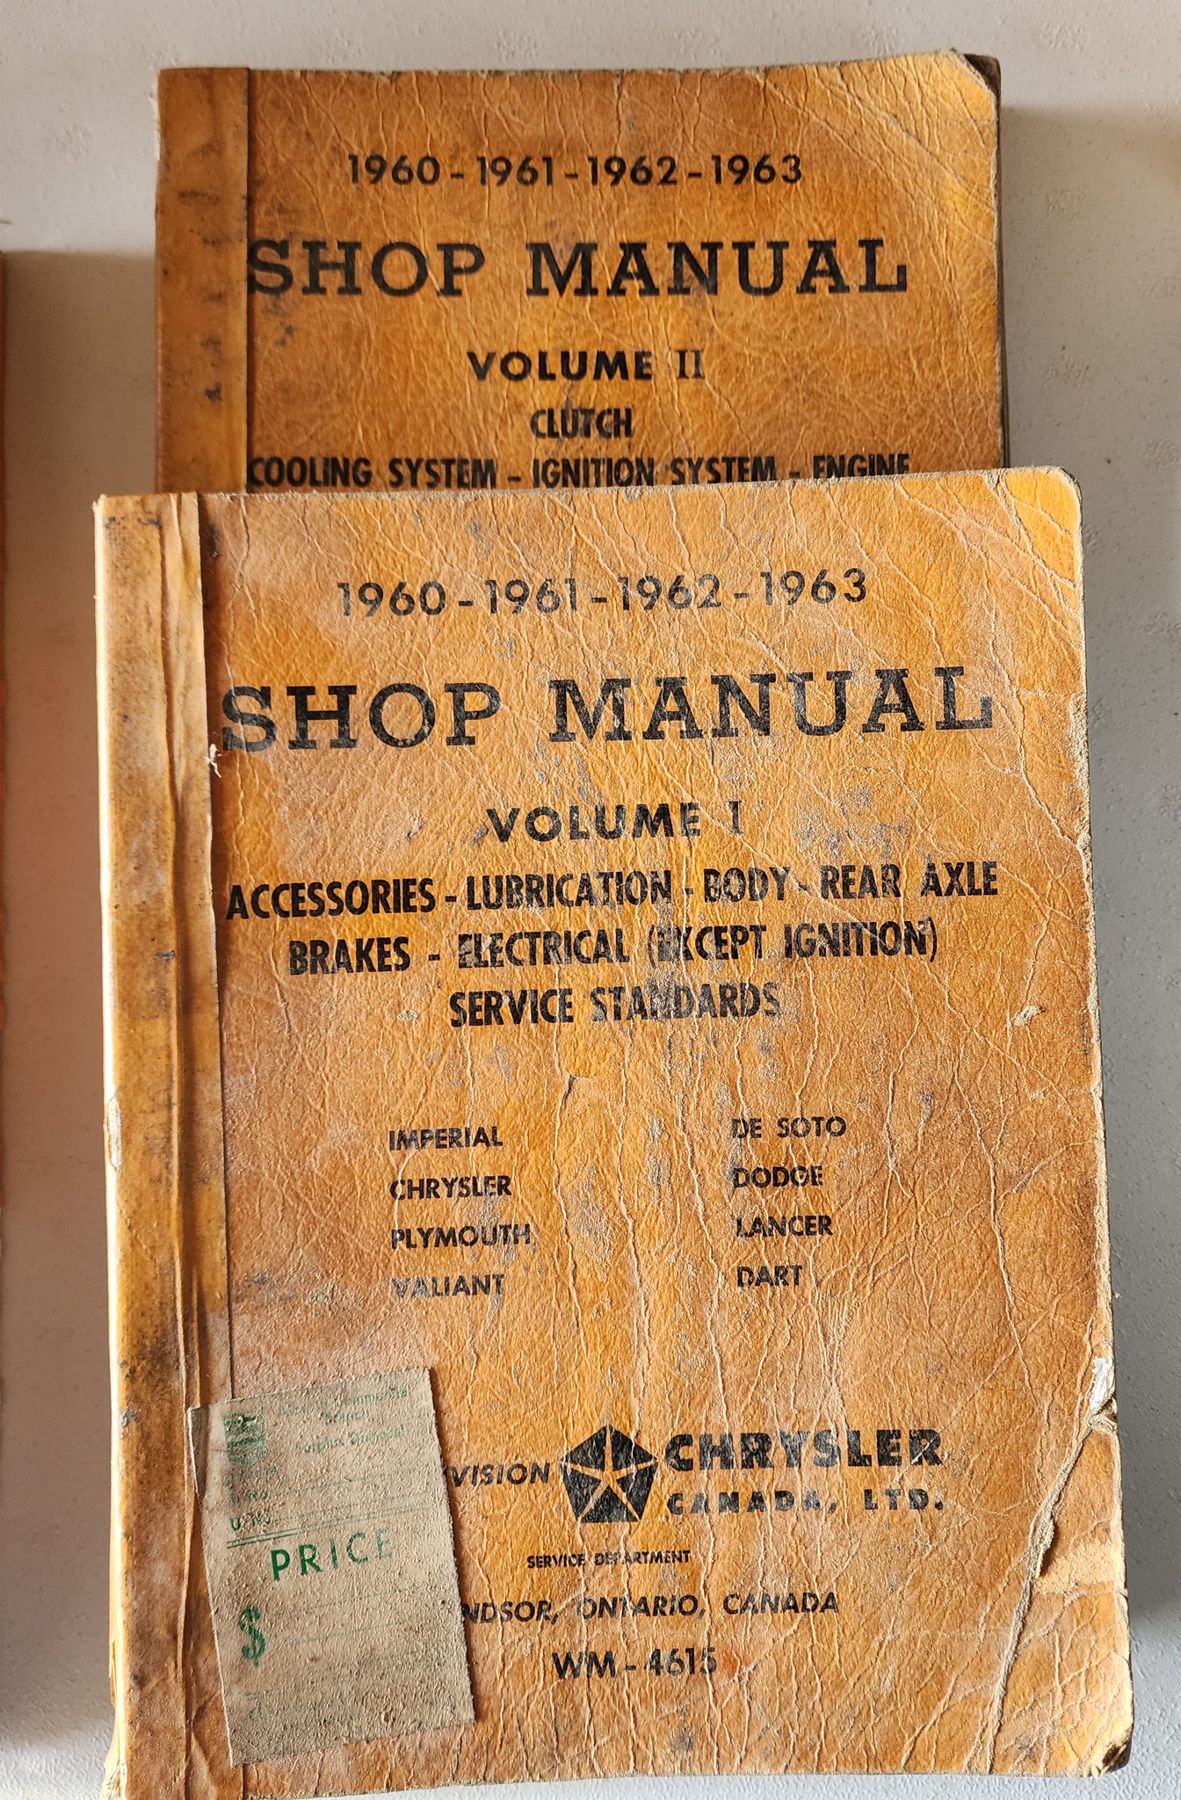 1960-1961-1962-1963
SHOP MANUAL
VOLUME II
CLUTCH
COOLING SYSTEM - IGNITION SYSTEM - ENGINE
1960-1961-1962-1963
SHOP MANUAL
VOLUME I
ACCESSORIES - LUBRICATION - BODY - REAR AXLE
BRAKES - ELECTRICAL (EXCEPT IGNITION)
SERVICE STANDARDS
IMPERIAL DE SOTO
CHRYSLER DODGE
PLYMOUTH LANCER
VALIANT DART
VISION CHRYSLER
CANADA, LTD.
SERVICE DEPARTMENT
NDSOR, ONTARIO, CANADA
WM-4615
Surplus Disposal
PRICE
$